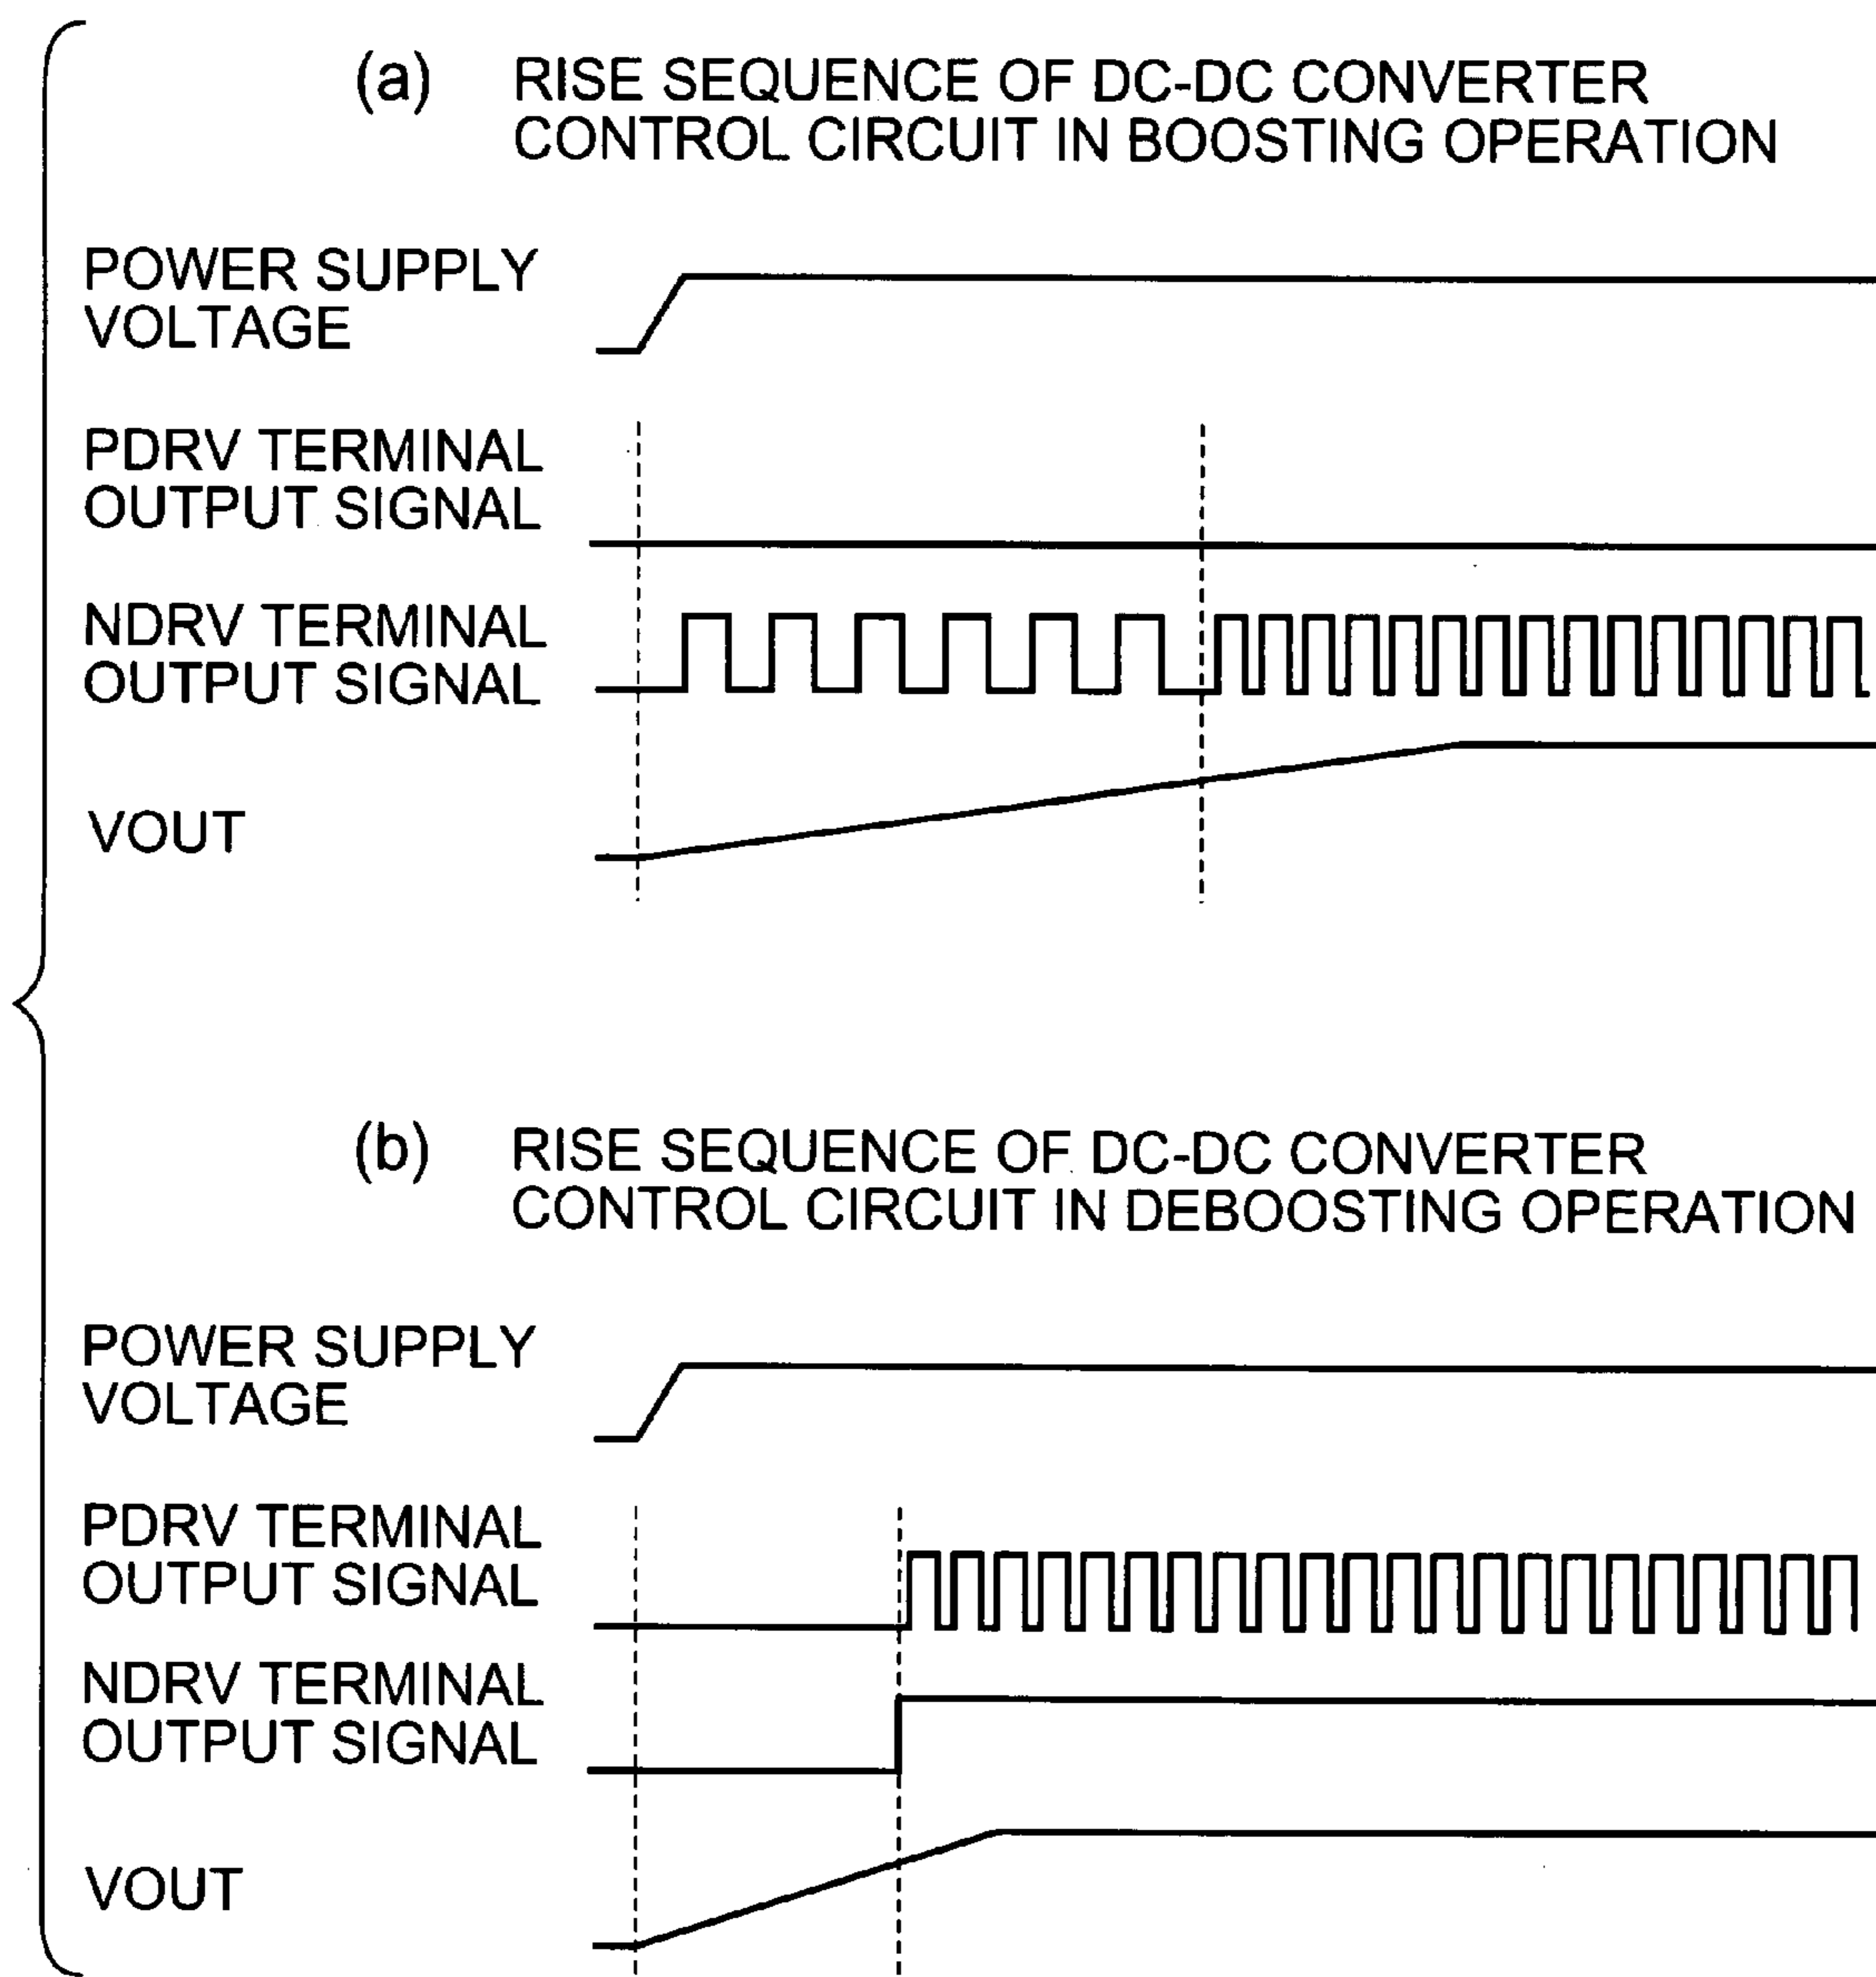 (a) RISE SEQUENCE OF DC-DC CONVERTER
CONTROL CIRCUIT IN BOOSTING OPERATION
POWER SUPPLY
VOLTAGE
PDRV TERMINAL
OUTPUT SIGNAL
NDRV TERMINAL
OUTPUT SIGNAL
VOUT
(b) RISE SEQUENCE OF DC-DC CONVERTER
CONTROL CIRCUIT IN DEBOOSTING OPERATION
POWER SUPPLY
VOLTAGE
PDRV TERMINAL
OUTPUT SIGNAL
NDRV TERMINAL
OUTPUT SIGNAL
VOUT